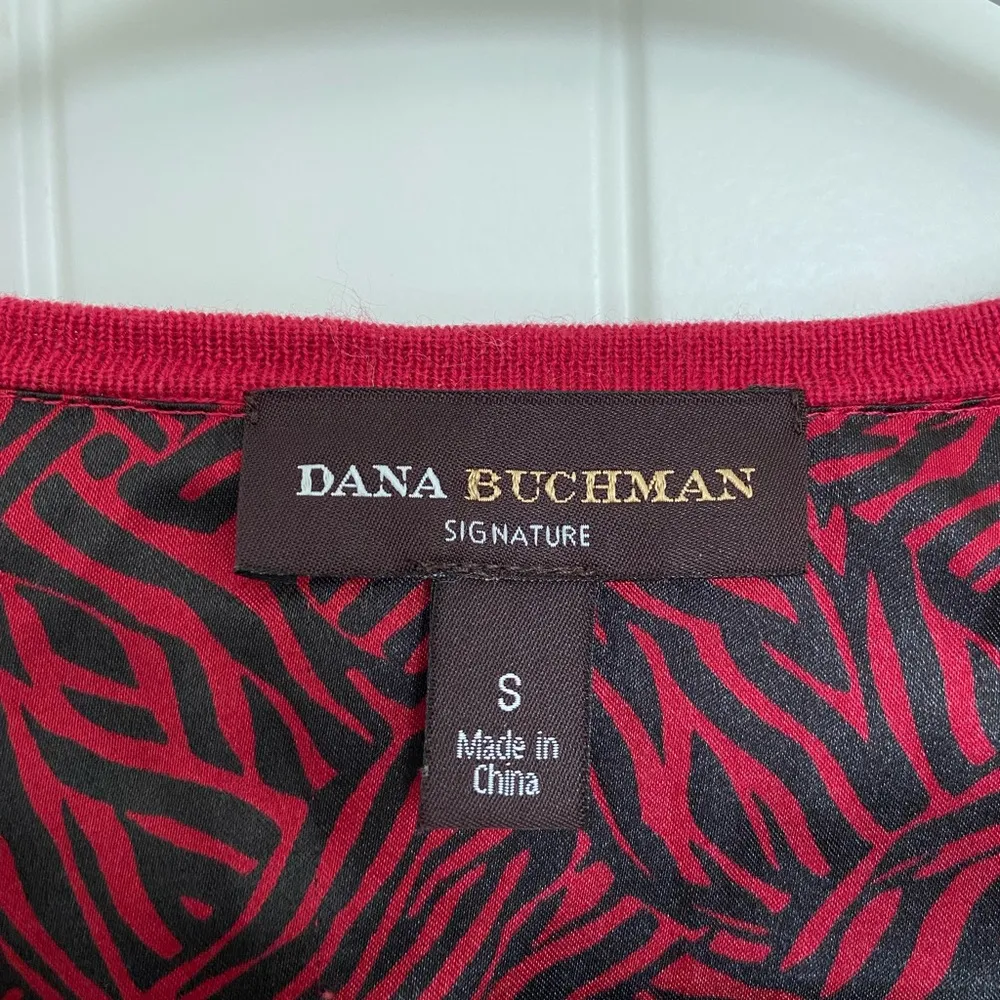 DANA BUCHMAN
SIGNATURE
S
Made in
China